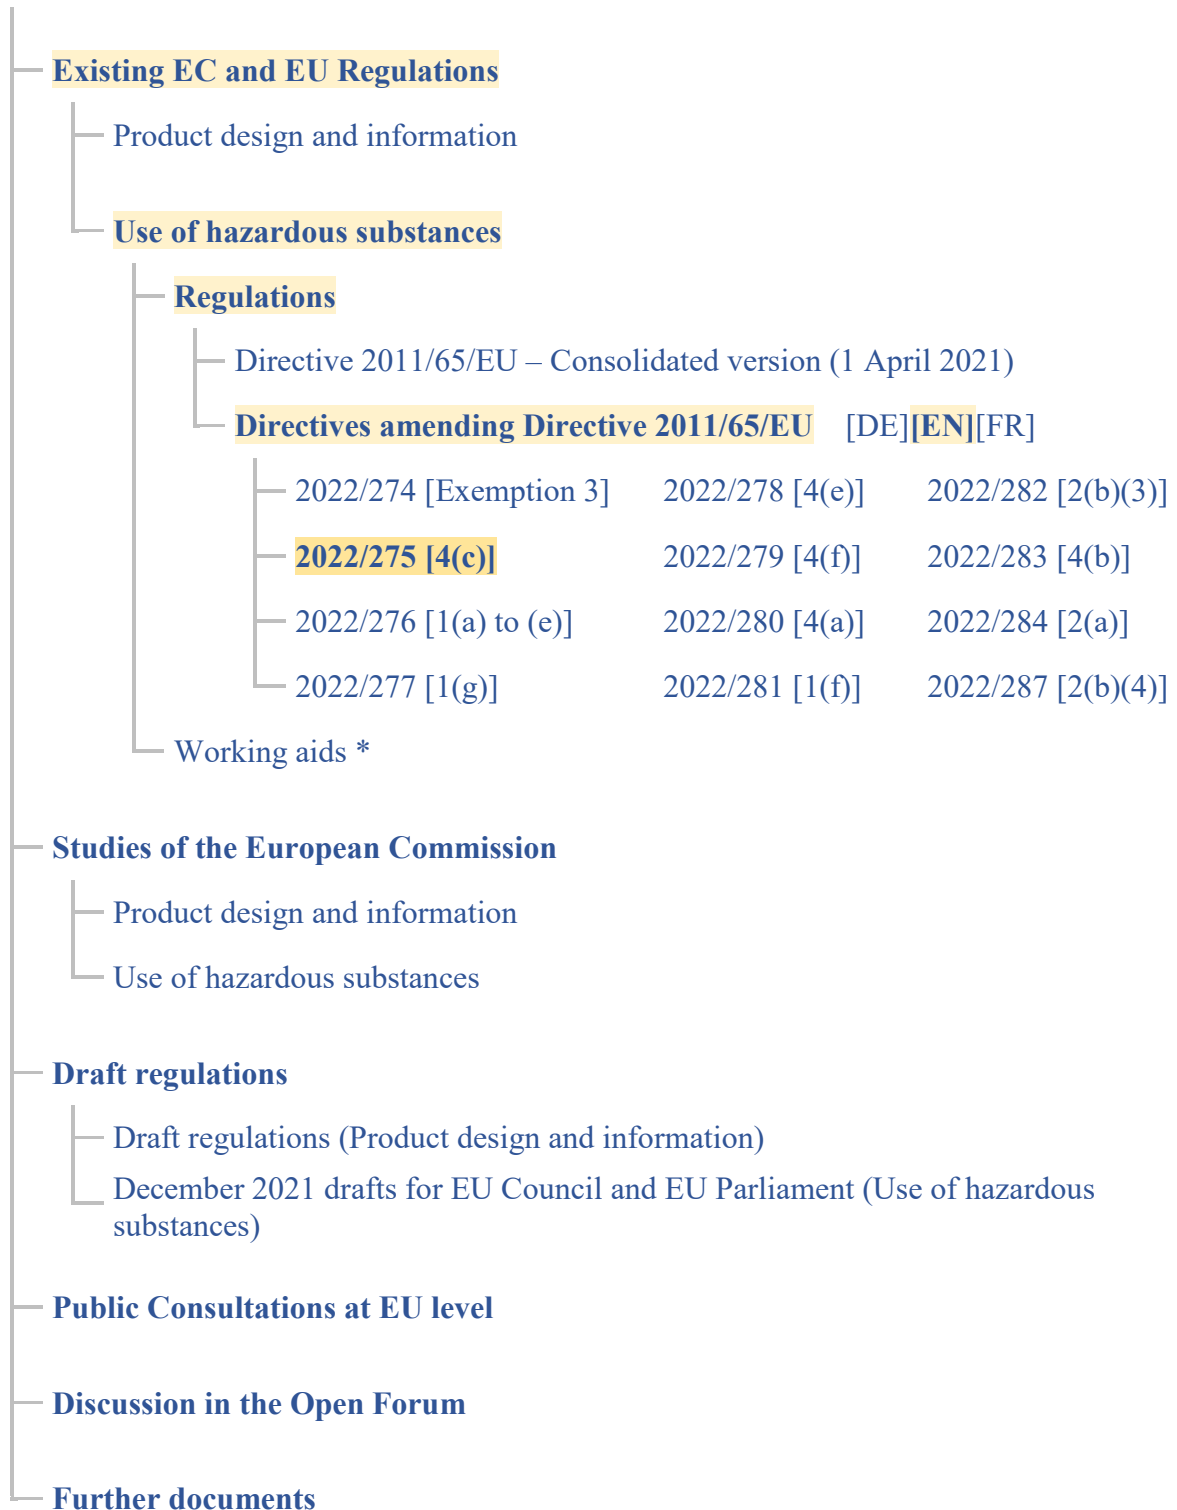 Existing EC and EU Regulations
Product design and information
Use of hazardous substances
Regulations
Directive 2011/65/EU – Consolidated version (1 April 2021)
Directives amending Directive 2011/65/EU [DE][EN][FR]
2022/274 [Exemption 3] 2022/278 [4(e)] 2022/282 [2(b)(3)]
2022/275 [4(c)] 2022/279 [4(f)] 2022/283 [4(b)]
2022/276 [1(a) to (e)] 2022/280 [4(a)] 2022/284 [2(a)]
2022/277 [1(g)] 2022/281 [1(f)] 2022/287 [2(b)(4)]
Working aids *
Studies of the European Commission
Product design and information
Use of hazardous substances
Draft regulations
Draft regulations (Product design and information)
December 2021 drafts for EU Council and EU Parliament (Use of hazardous
substances)
Public Consultations at EU level
Discussion in the Open Forum
Further documents